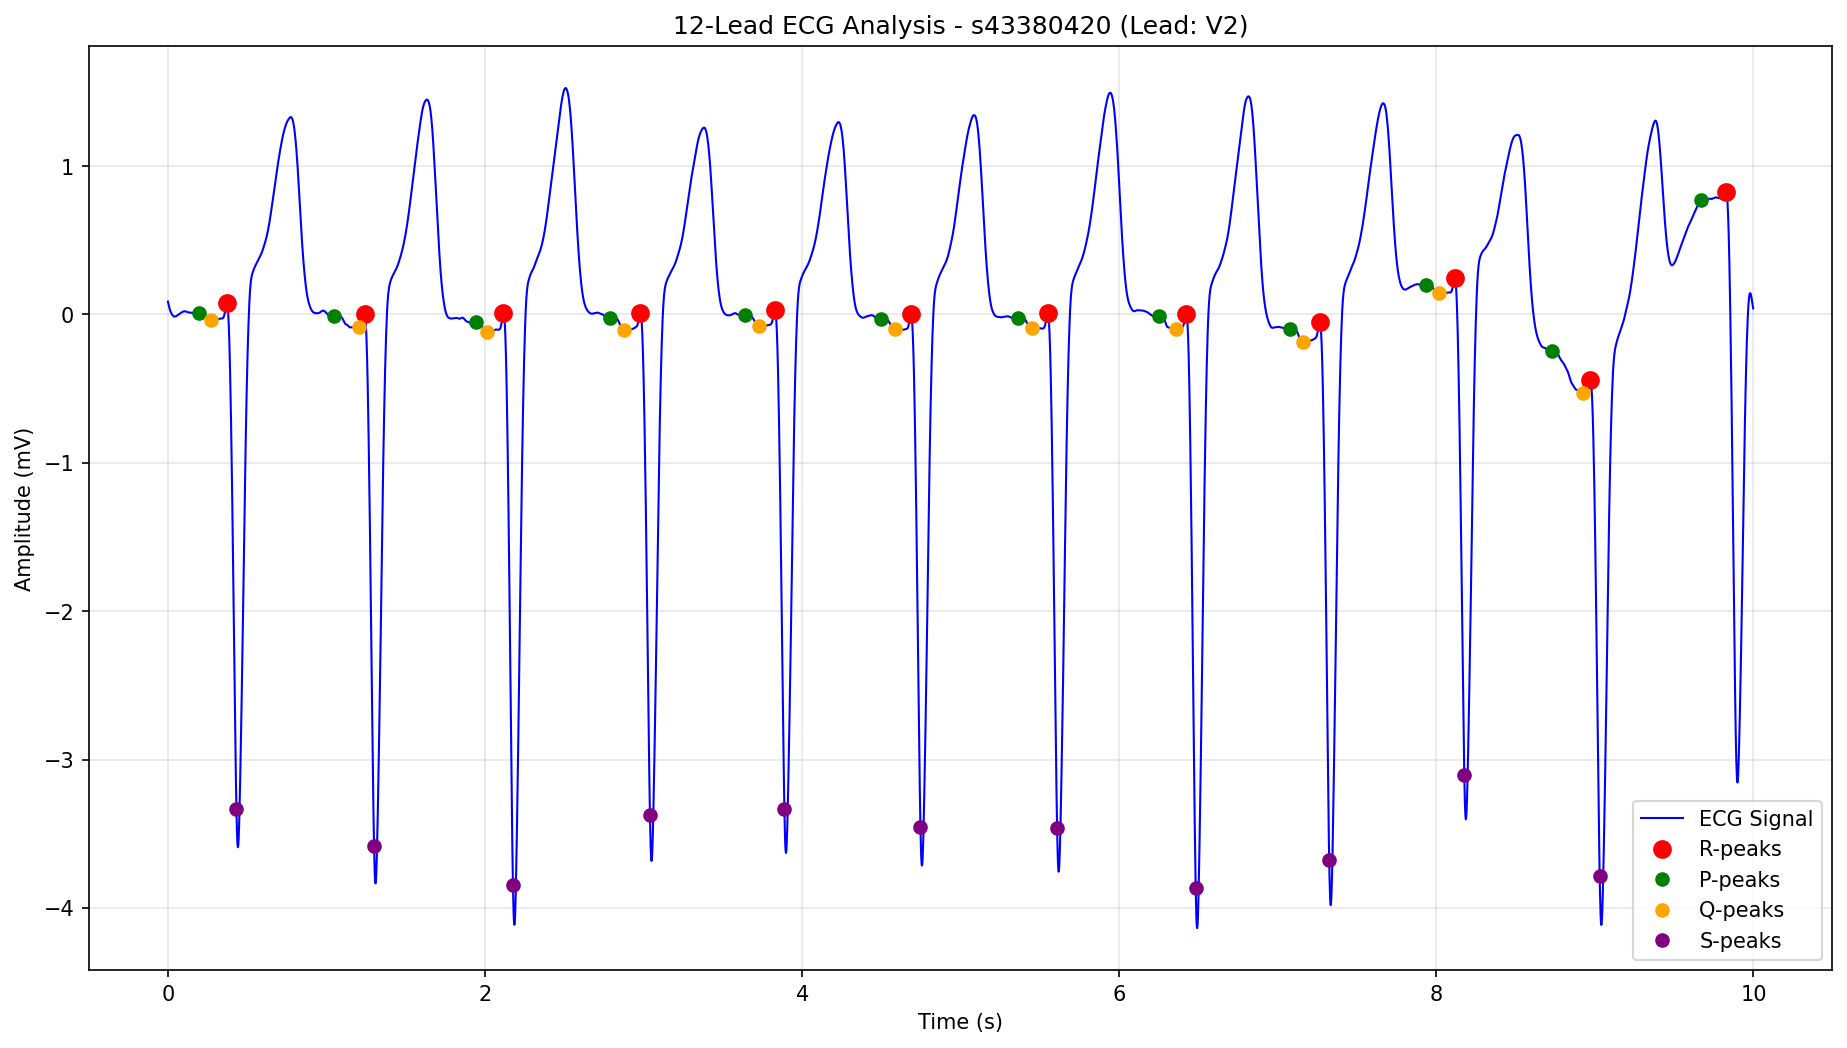 12-Lead ECG Analysis - s43380420 (Lead: V2)
1
0
−1
−2
−3
−4
Amplitude (mV)
0 2 4 6 8 10
Time (s)
ECG Signal
R-peaks
P-peaks
Q-peaks
S-peaks